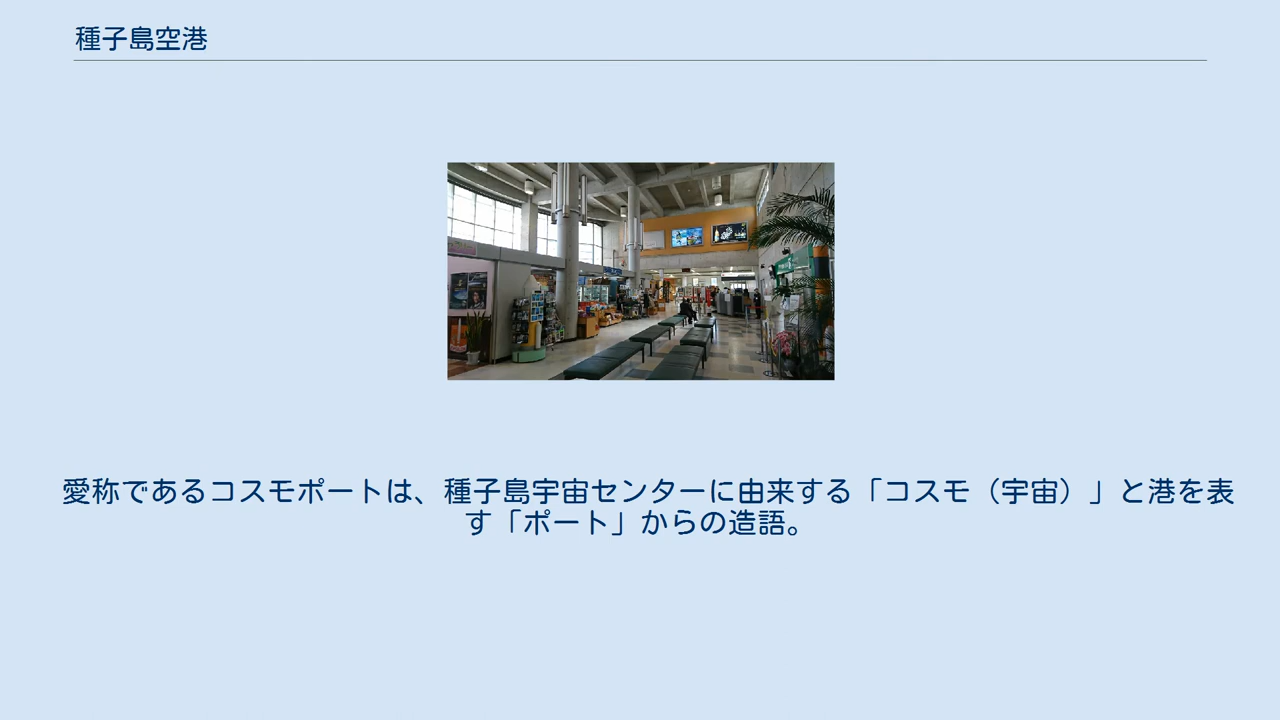 種子島空港
愛称であるコスモポートは、種子島宇宙センターに由来する「コスモ（宇宙）」と港を表
す「ポート」からの造語。